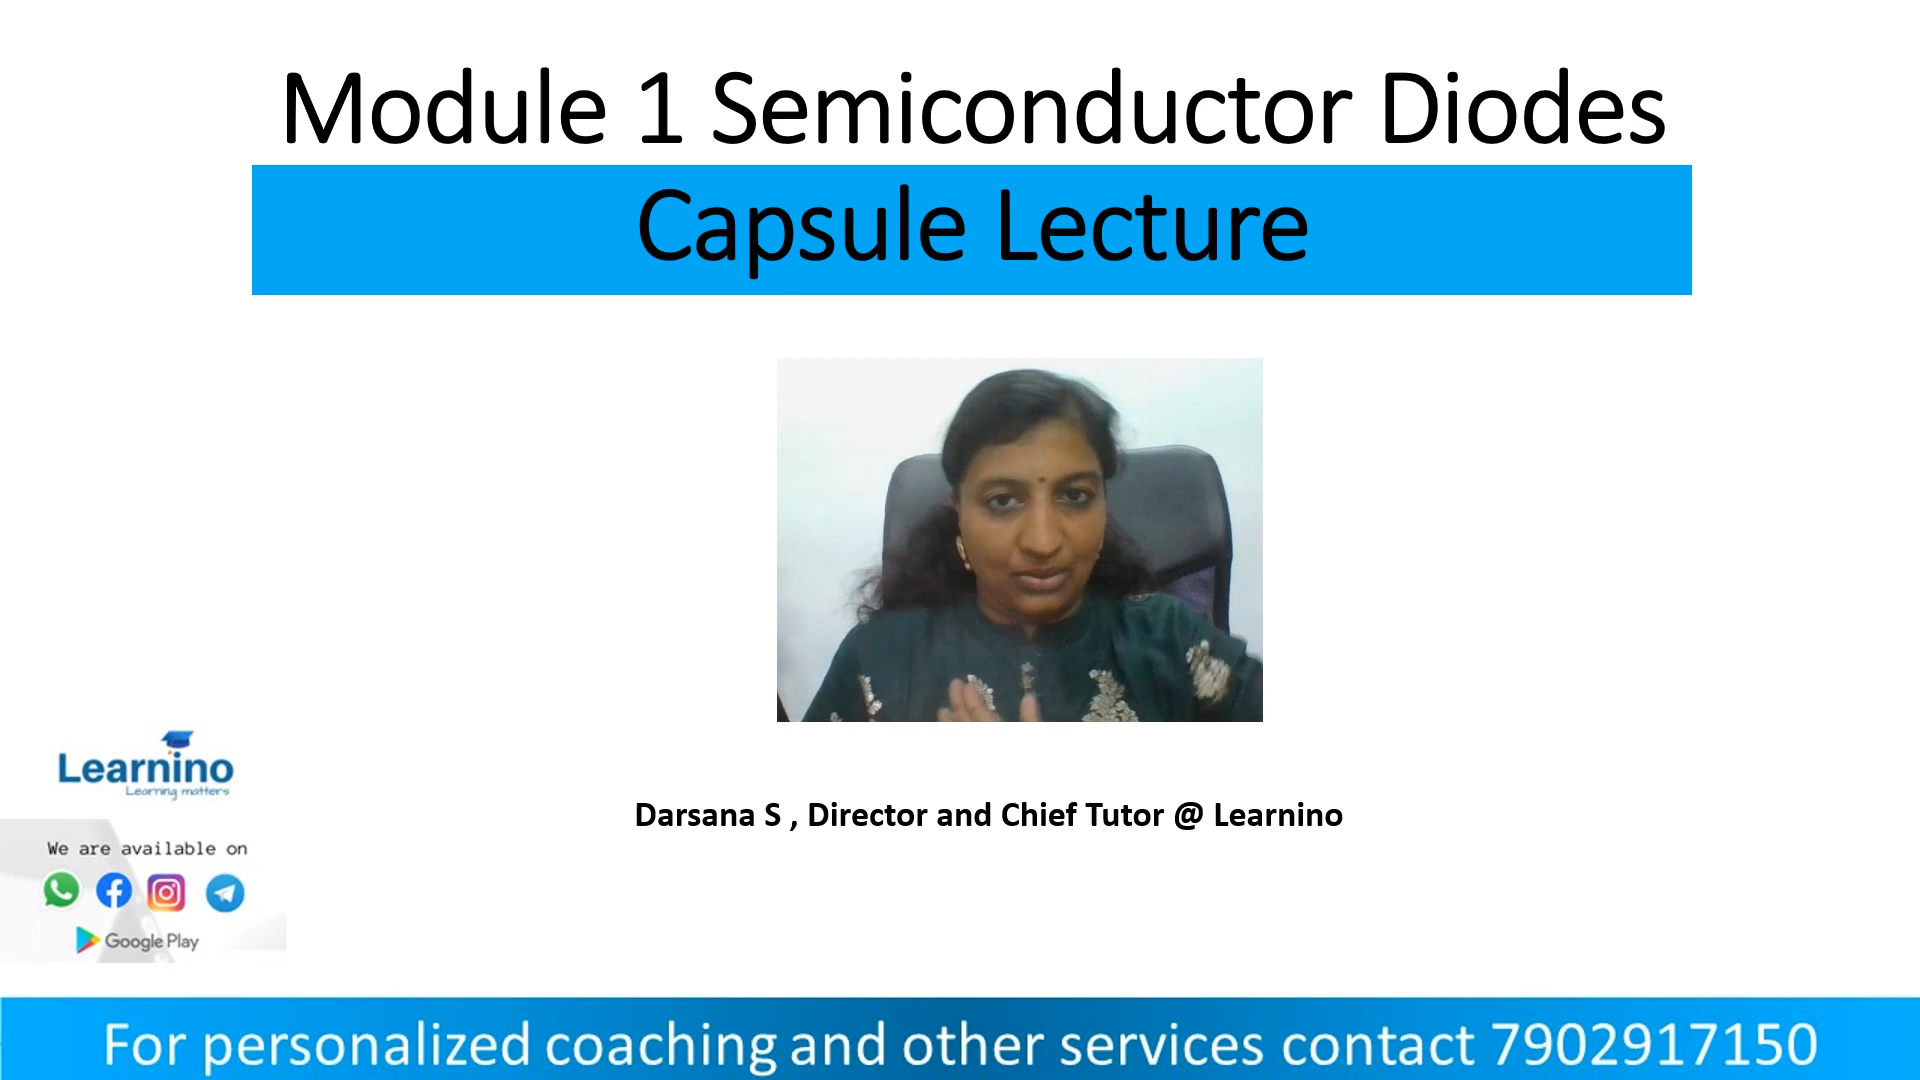 Module 1 Semiconductor Diodes
Capsule Lecture
Darsana S , Director and Chief Tutor @ Learnino
Learnino
Learning matters
We are available on
Google Play
For personalized coaching and other services contact 7902917150